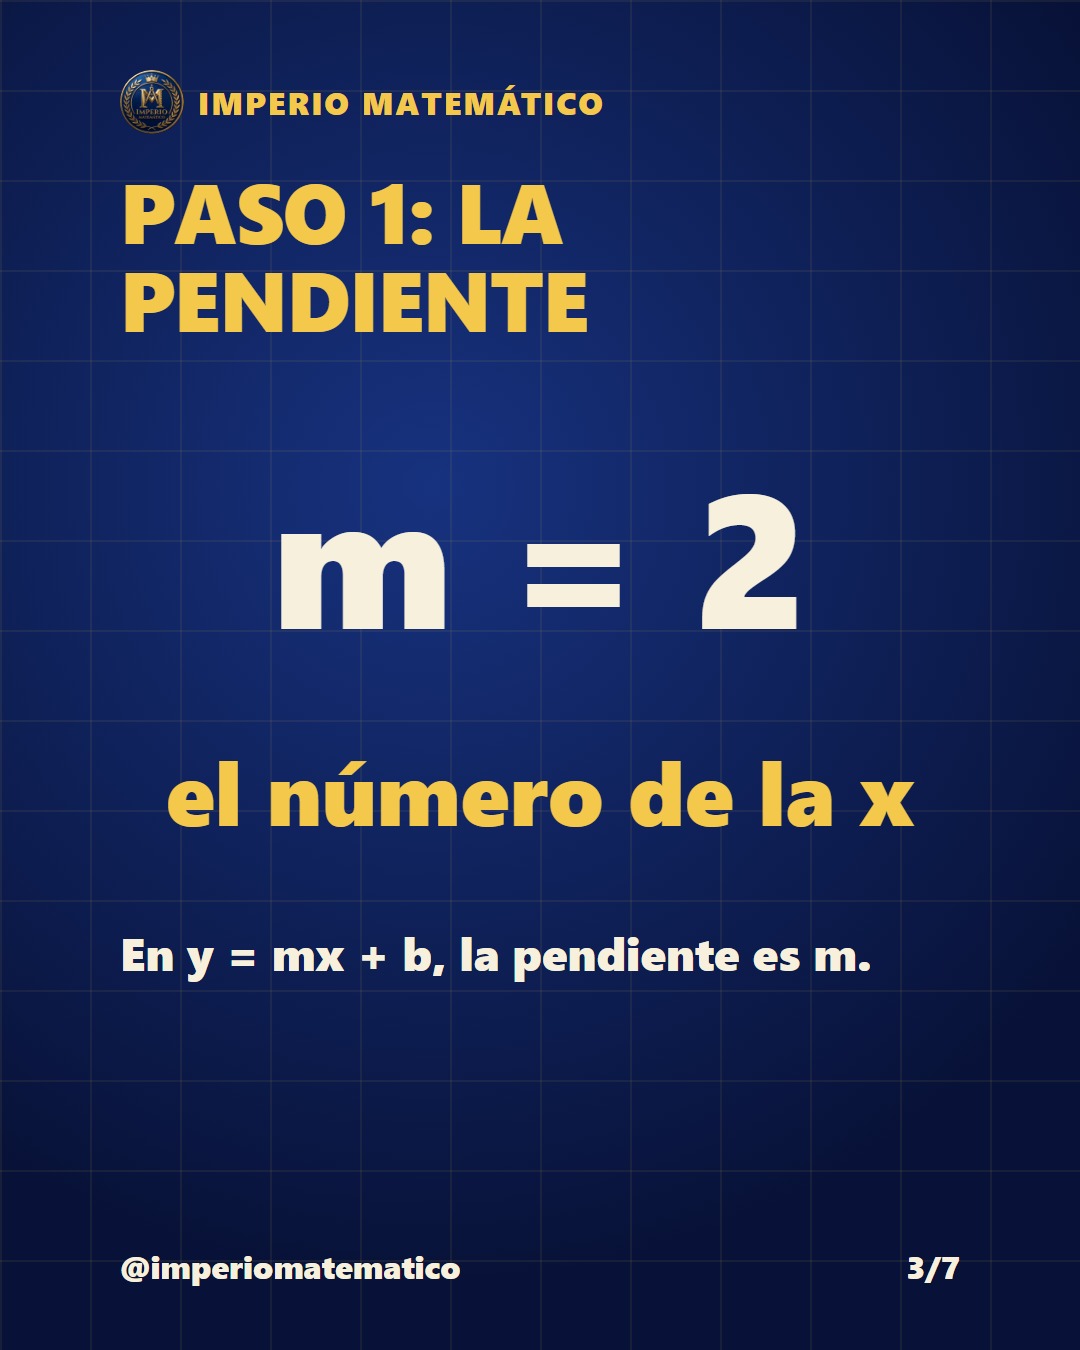 IMPERIO MATEMÁTICO
PASO 1: LA
PENDIENTE
m = 2
el número de la x
En y = mx + b, la pendiente es m.
@imperiomatematico
3/7